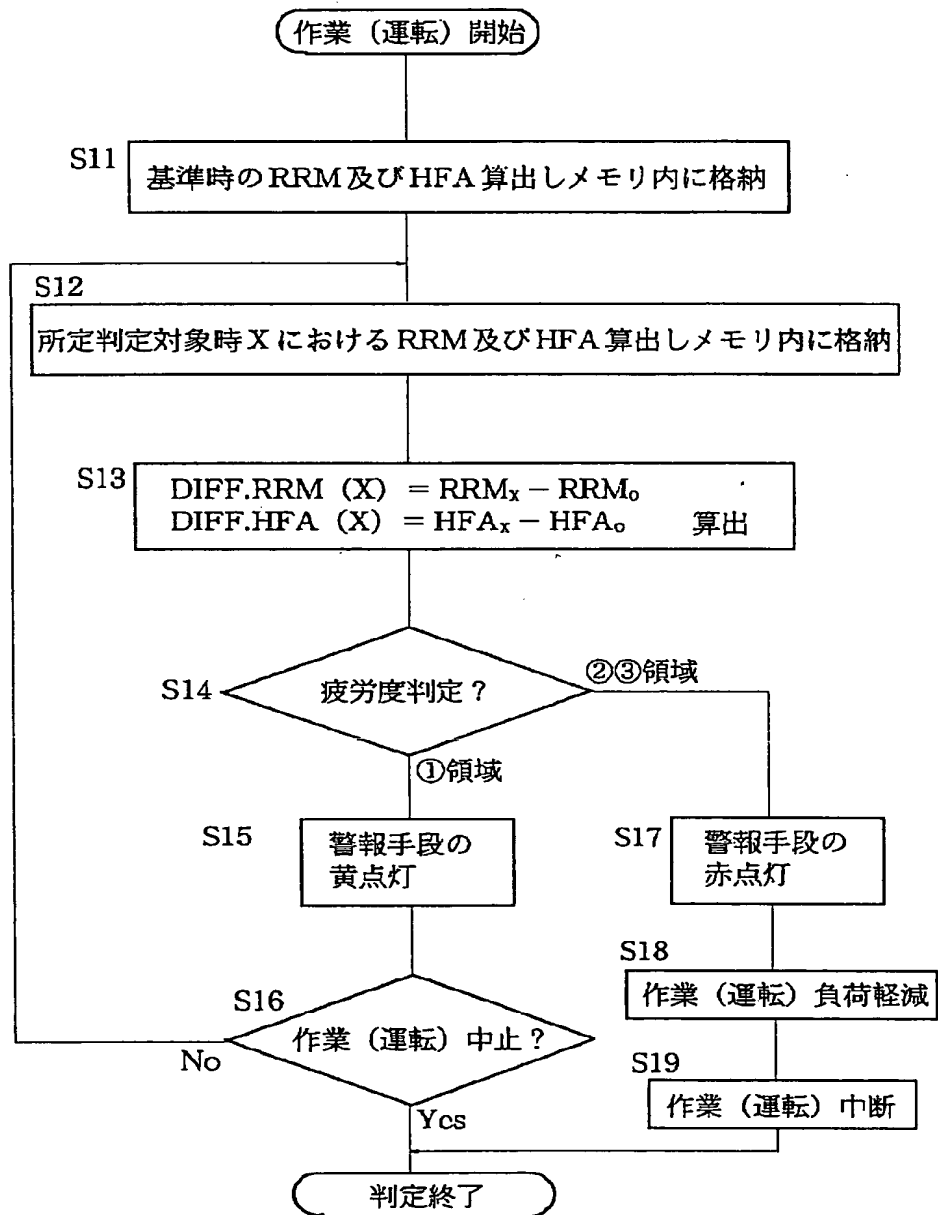 作業（運転）開始
S11
基準時のRRM及びHFA算出しメモリ内に格納
S12
所定判定対象時XにおけるRRM及びHFA算出しメモリ内に格納
S13
DIFF.RRM（X）＝RRMx－RRMo
DIFF.HFA（X）＝HFAx－HFAo 算出
S14
疲労度判定？
②③領域
①領域
S15
警報手段の
黄点灯
S17
警報手段の
赤点灯
S16
作業（運転）中止？
No
Yes
S18
作業（運転）負荷軽減
S19
作業（運転）中断
判定終了